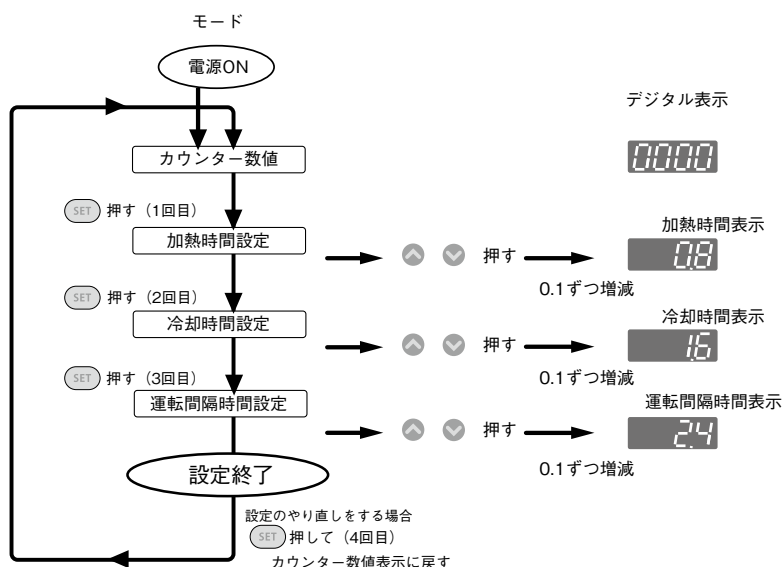 モード
電源ON
デジタル表示
カウンター数値
0000
SET 押す（1回目）
加熱時間表示
加熱時間設定
押す
0.8
0.1ずつ増減
SET 押す（2回目）
冷却時間表示
冷却時間設定
押す
1.6
0.1ずつ増減
SET 押す（3回目）
運転間隔時間表示
運転間隔時間設定
押す
2.4
0.1ずつ増減
設定終了
設定のやり直しをする場合
SET 押して（4回目）
カウンター数値表示に戻す